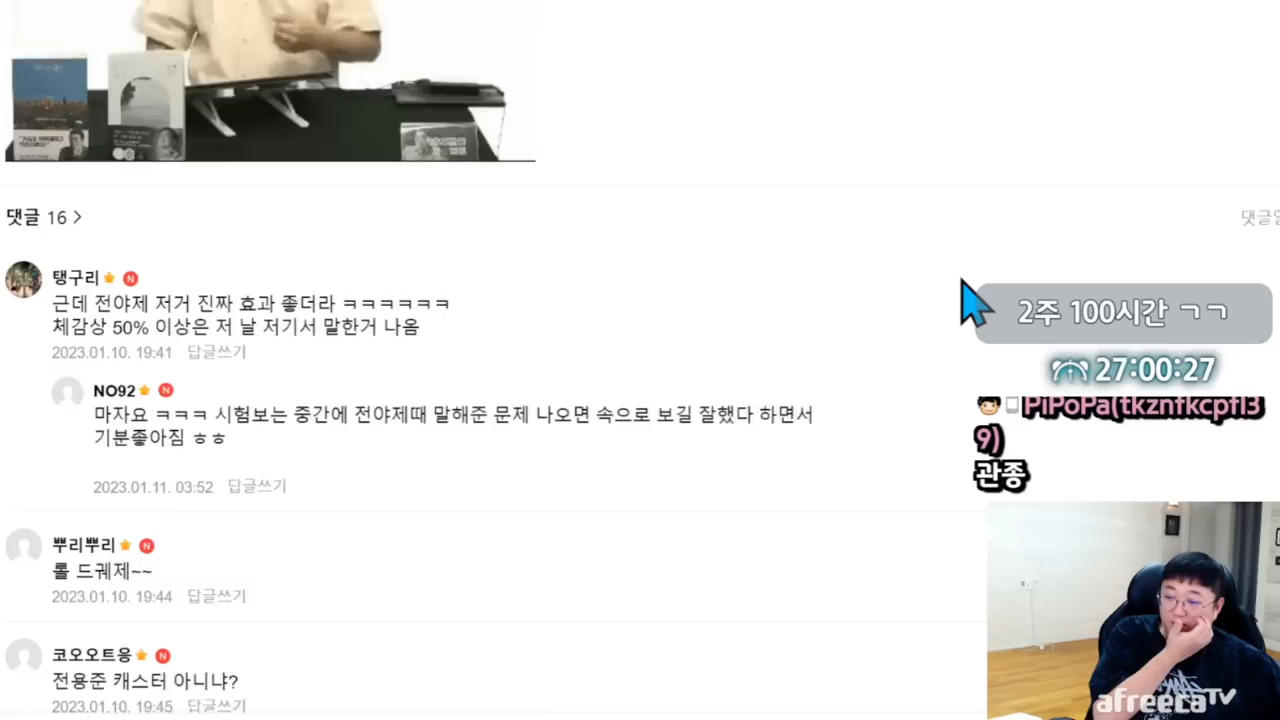 댓글 16 >
댓글알
탱구리 N
근데 전야제 저거 진짜 효과 좋더라 ㅋㅋㅋㅋㅋㅋ
체감상 50% 이상은 저 날 저기서 말한거 나옴
2023.01.10. 19:41 답글쓰기
NO92 N
마자요 ㅋㅋㅋ 시험보는 중간에 전야제때 말해준 문제 나오면 속으로 보길 잘했다 하면서
기분좋아짐 ㅎㅎ
2023.01.11. 03:52 답글쓰기
뿌리뿌리 N
롤 드궤제~~
2023.01.10. 19:44 답글쓰기
코오오트응 N
전용준 캐스터 아니냐?
2023.01.10. 19:45 답글쓰기
2주 100시간 ㄱㄱ
27:00:27
PiPoPa(tkznfkcpfl3
9)
관종
afreecaTV